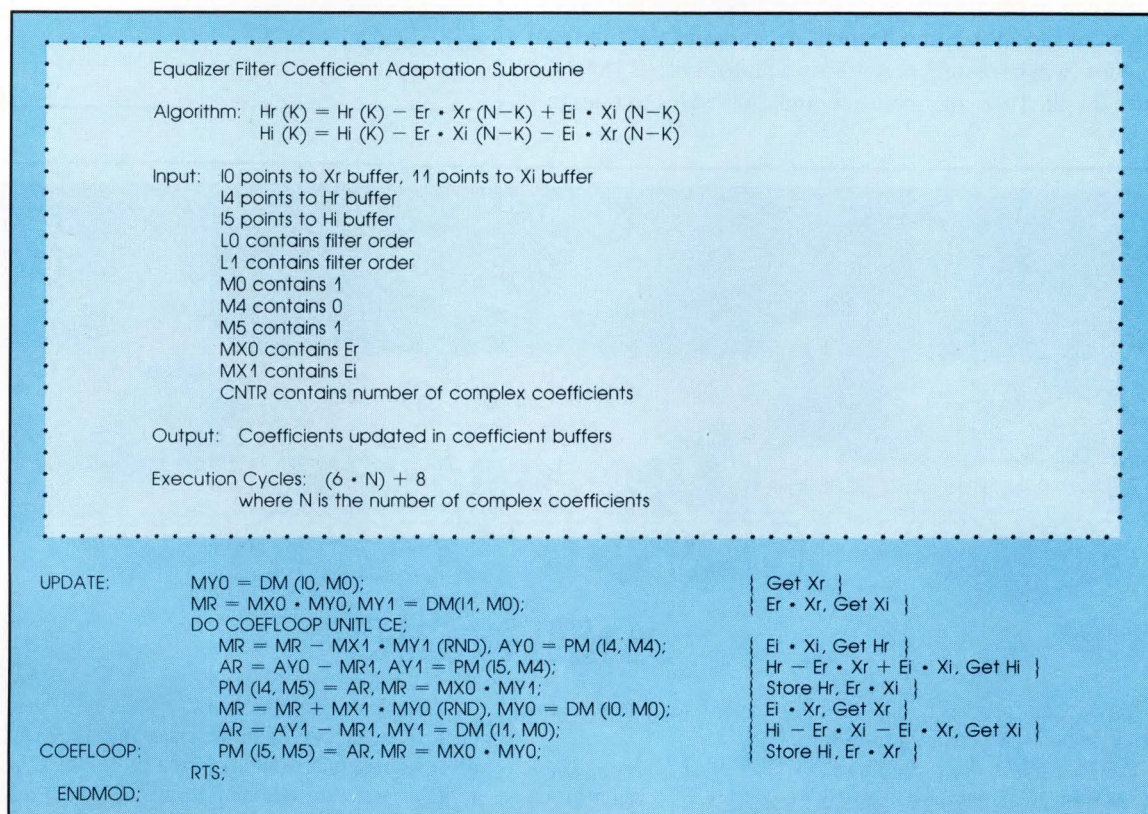 Equalizer Filter Coefficient Adaptation Subroutine
Algorithm: Hr (K) = Hr (K) − Er • Xr (N−K) + Ei • Xi (N−K)
Hi (K) = Hi (K) − Er • Xi (N−K) − Ei • Xr (N−K)
Input: I0 points to Xr buffer, 11 points to Xi buffer
I4 points to Hr buffer
I5 points to Hi buffer
L0 contains filter order
L1 contains filter order
M0 contains 1
M4 contains 0
M5 contains 1
MX0 contains Er
MX1 contains Ei
CNTR contains number of complex coefficients
Output: Coefficients updated in coefficient buffers
Execution Cycles: (6 • N) + 8
where N is the number of complex coefficients
UPDATE: MY0 = DM (I0, M0); { Get Xr }
MR = MX0 • MY0, MY1 = DM(I1, M0); { Er • Xr, Get Xi }
DO COEFLOOP UNITL CE;
MR = MR − MX1 • MY1 (RND), AY0 = PM (I4, M4); { Ei • Xi, Get Hr }
AR = AY0 − MR1, AY1 = PM (I5, M4); { Hr − Er • Xr + Ei • Xi, Get Hi }
PM (I4, M5) = AR, MR = MX0 • MY1; { Store Hr, Er • Xi }
MR = MR + MX1 • MY0 (RND), MY0 = DM (I0, M0); { Ei • Xr, Get Xr }
AR = AY1 − MR1, MY1 = DM (I1, M0); { Hi − Er • Xi − Ei • Xr, Get Xi }
COEFLOOP: PM (I5, M5) = AR, MR = MX0 • MY0; { Store Hi, Er • Xr }
RTS;
ENDMOD;